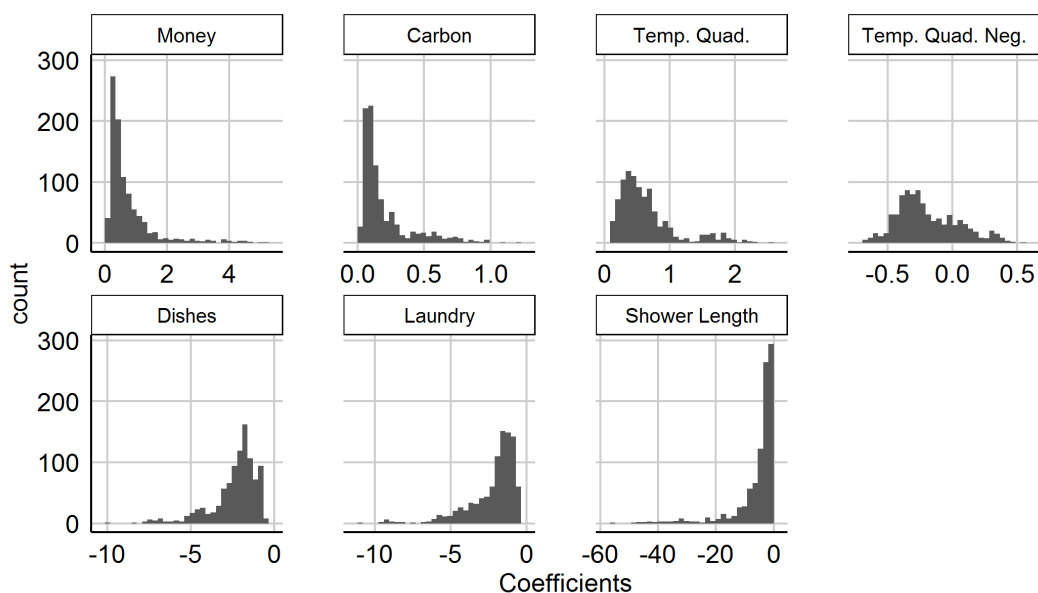 Money Carbon Temp. Quad. Temp. Quad. Neg.
300
200
100
0
0 2 4 0.0 0.5 1.0 0 1 2 -0.5 0.0 0.5
count
Dishes Laundry Shower Length
300
200
100
0
-10 -5 0 -10 -5 0 -60 -40 -20 0
Coefficients